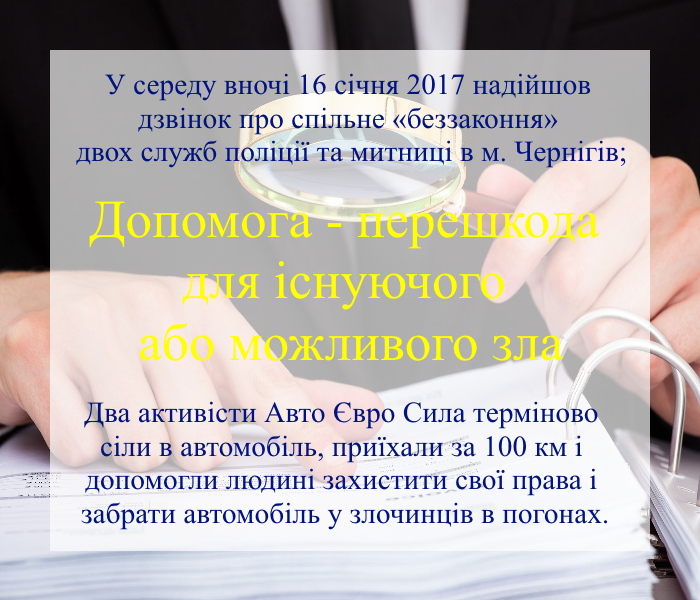 У середу вночі 16 січня 2017 надійшов
дзвінок про спільне «беззаконня»
двох служб поліції та митниці в м. Чернігів;
Допомога - перешкода
для існуючого
або можливого зла
Два активісти Авто Євро Сила терміново
сіли в автомобіль, приїхали за 100 км і
допомогли людині захистити свої права і
забрати автомобіль у злочинців в погонах.